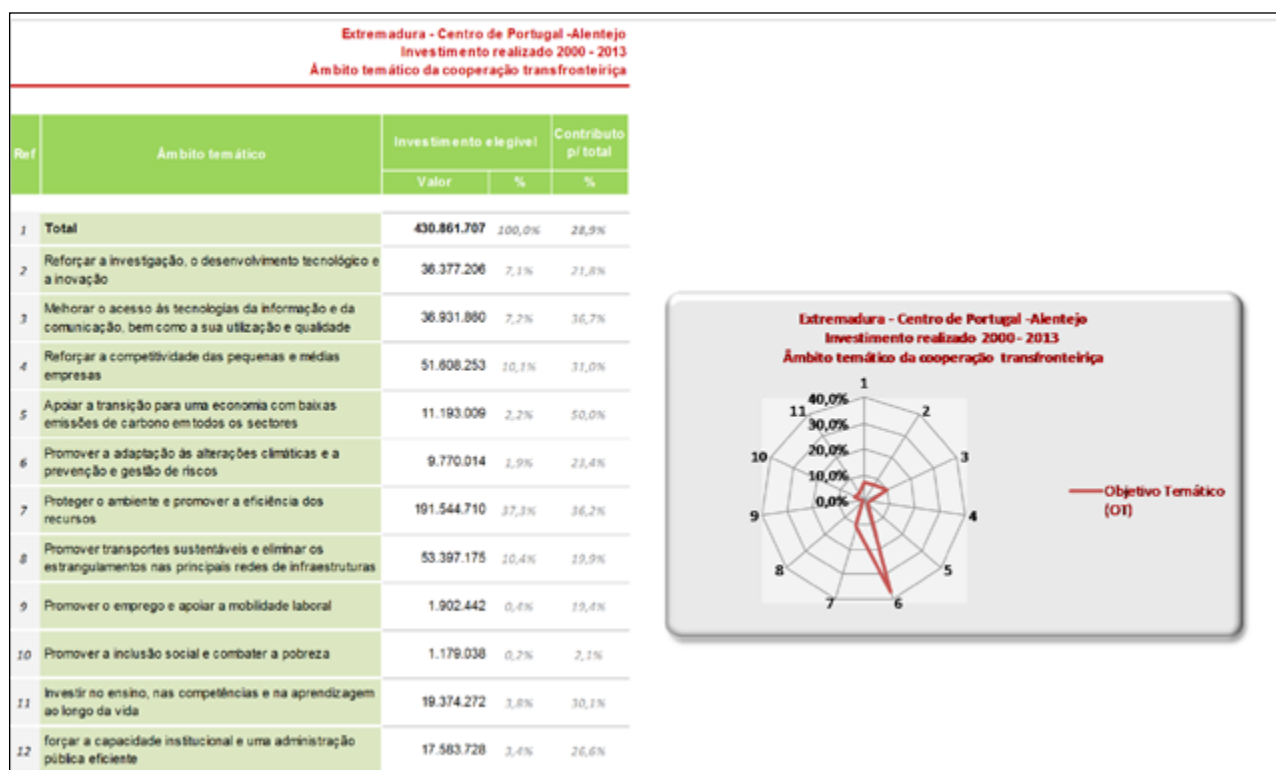 Extremadura - Centro de Portugal -Alentejo
Investimento realizado 2000 - 2013
Âmbito temático da cooperação transfronteiriça
Ref
Âmbito temático
Investimento elegível
Contributo
p/ total
Valor
%
%
1 Total 430.861.707 100,0% 28,9%
Reforçar a investigação, o desenvolvimento tecnológico e
2 a inovação 36.377.206 7,1% 21,8%
Melhorar o acesso às tecnologias da informação e da
3 comunicação, bem como a sua utilização e qualidade 36.931.860 7,2% 36,7%
Reforçar a competitividade das pequenas e médias
4 empresas 51.608.253 10,1% 31,0%
Apoiar a transição para uma economia com baixas
5 emissões de carbono em todos os sectores 11.193.009 2,2% 50,0%
Promover a adaptação às alterações climáticas e a
6 prevenção e gestão de riscos 9.770.014 1,9% 23,4%
Proteger o ambiente e promover a eficiência dos
7 recursos 191.544.710 37,3% 36,2%
Promover transportes sustentáveis e eliminar os
8 estrangulamentos nas principais redes de infraestruturas 53.397.175 10,4% 19,9%
9 Promover o emprego e apoiar a mobilidade laboral 1.902.442 0,4% 19,4%
10 Promover a inclusão social e combater a pobreza 1.179.038 0,2% 2,1%
Investir no ensino, nas competências e na aprendizagem
11 ao longo da vida 19.374.272 3,8% 30,1%
forçar a capacidade institucional e uma administração
12 pública eficiente 17.583.728 3,4% 26,6%
Extremadura - Centro de Portugal -Alentejo
Investimento realizado 2000 - 2013
Âmbito temático da cooperação transfronteiriça
1
2
3
4
5
6
7
8
9
10
11
40,0%
30,0%
20,0%
10,0%
0,0%
Objetivo Temático
(OT)